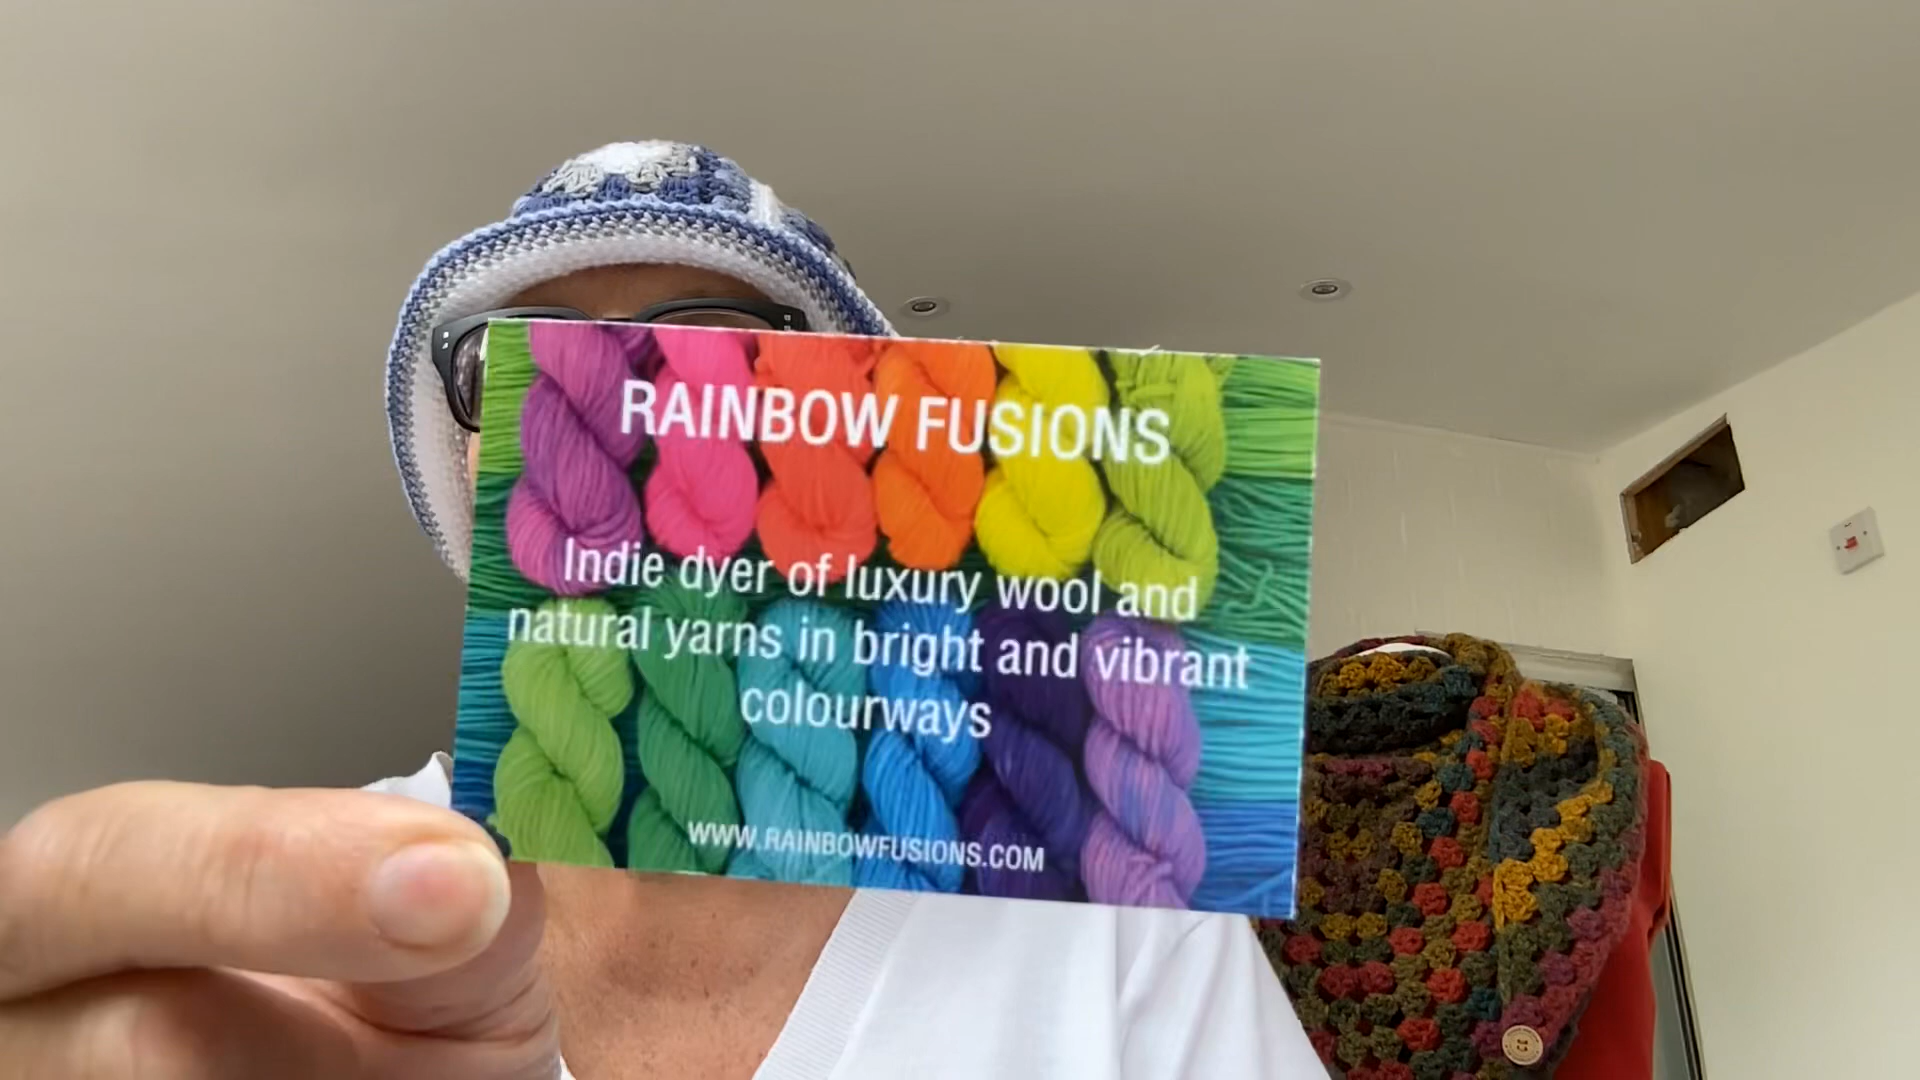 RAINBOW FUSIONS
Indie dyer of luxury wool and
natural yarns in bright and vibrant
colourways
WWW.RAINBOWFUSIONS.COM